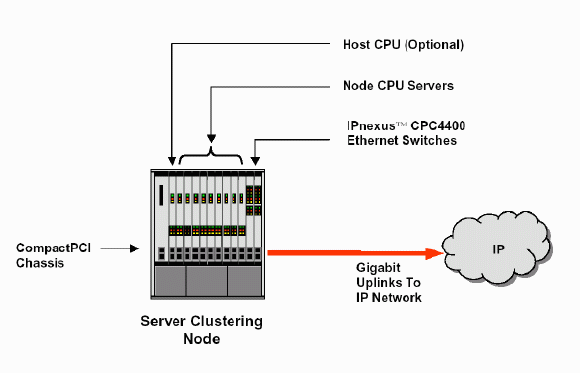 Host CPU (Optional)
Node CPU Servers
IPnexus™ CPC4400
Ethernet Switches
CompactPCI
Chassis
IP
Gigabit
Uplinks To
IP Network
Server Clustering
Node